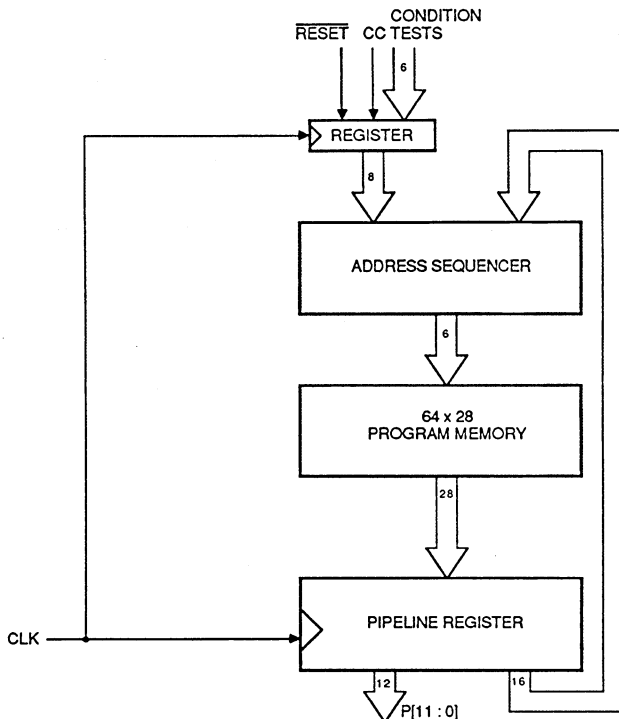 CONDITION
RESET CC TESTS
6
REGISTER
8
ADDRESS SEQUENCER
6
64 x 28
PROGRAM MEMORY
28
PIPELINE REGISTER
CLK
12
16
P[11 : 0]